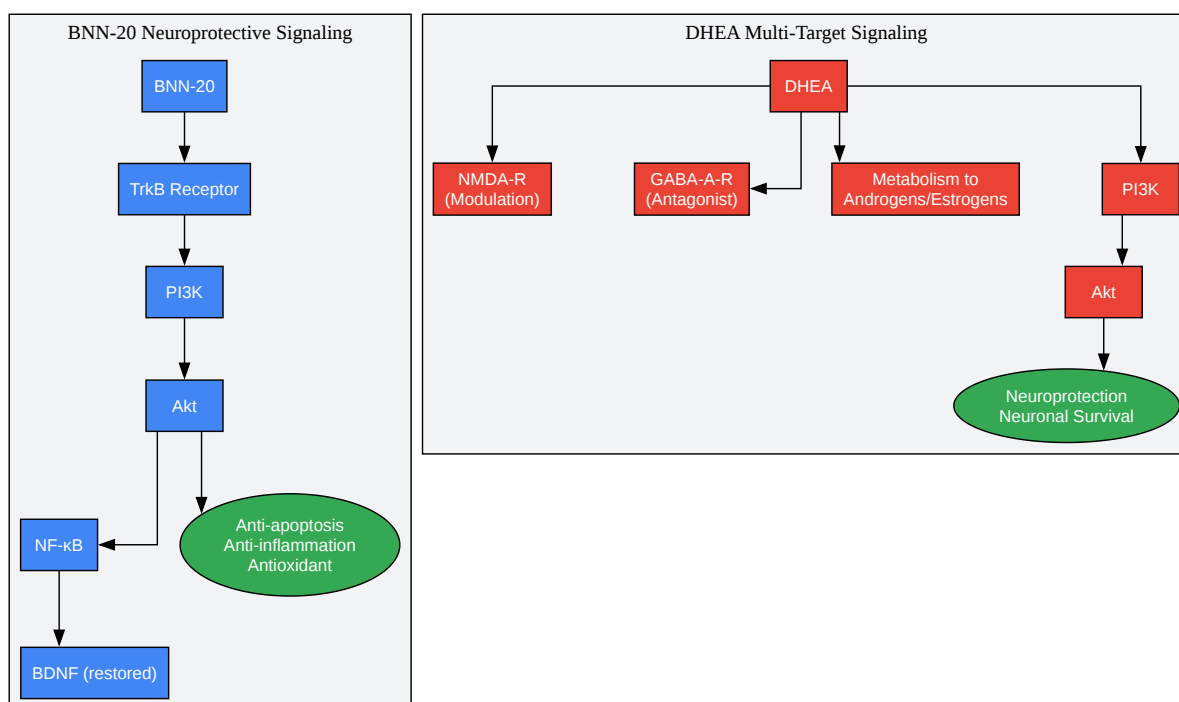 BNN-20 Neuroprotective Signaling
BNN-20
TrkB Receptor
PI3K
Akt
NF-κB
Anti-apoptosis
Anti-inflammation
Antioxidant
BDNF (restored)
DHEA Multi-Target Signaling
DHEA
NMDA-R
(Modulation)
GABA-A-R
(Antagonist)
Metabolism to
Androgens/Estrogens
PI3K
Akt
Neuroprotection
Neuronal Survival